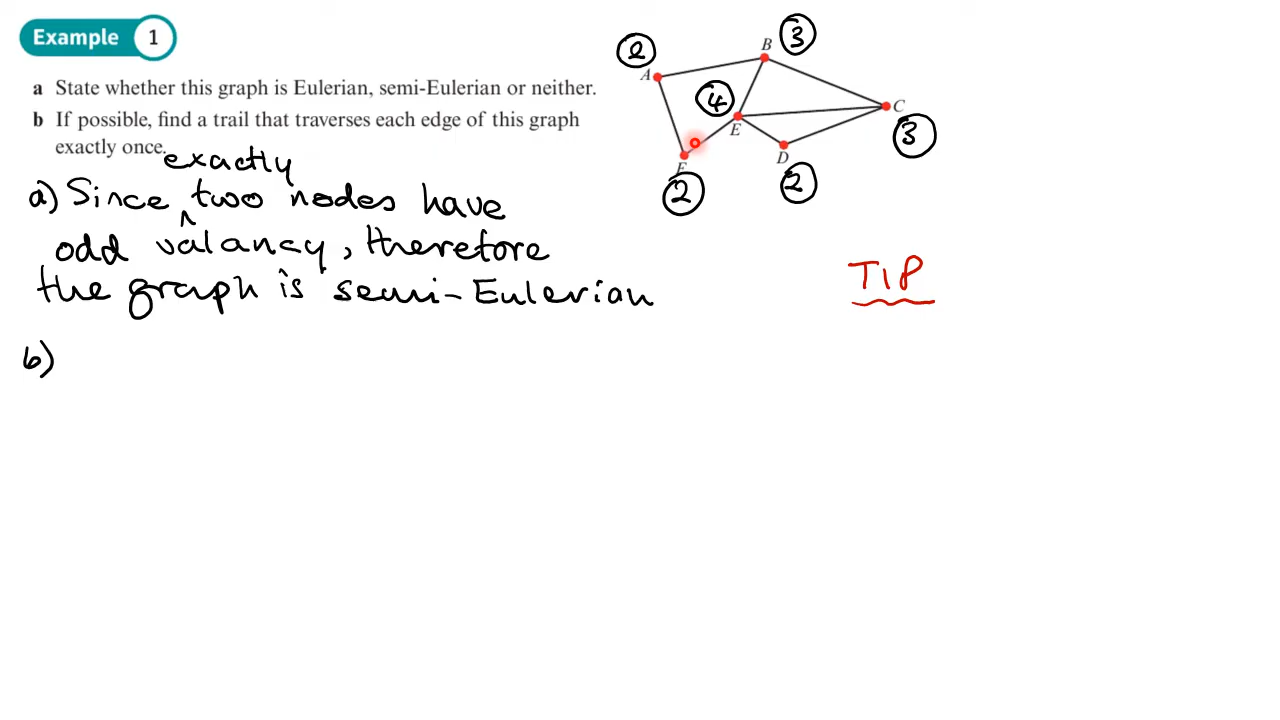 Example 1
a State whether this graph is Eulerian, semi-Eulerian or neither.
b If possible, find a trail that traverses each edge of this graph
exactly once.
exactly
a) Since ^ two nodes have
odd valancy, therefore
the graph is semi-Eulerian
b)
B 3
2
A
4
C
E
3
D
F
2
2
TIP